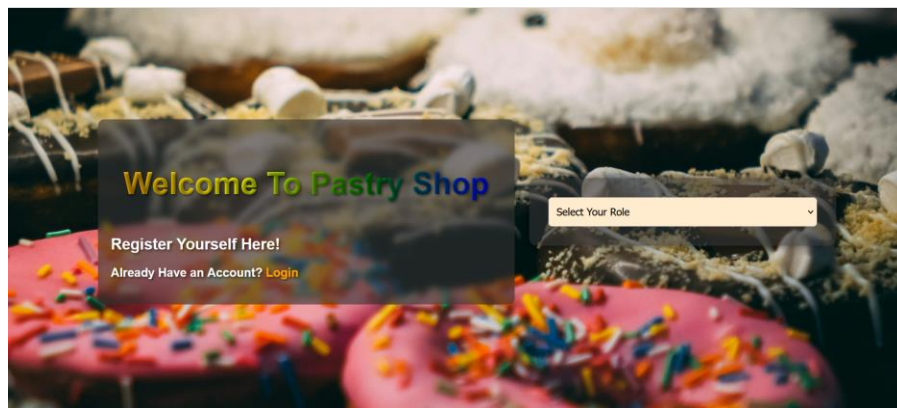 Welcome To Pastry Shop
Register Yourself Here!
Already Have an Account? Login
Select Your Role